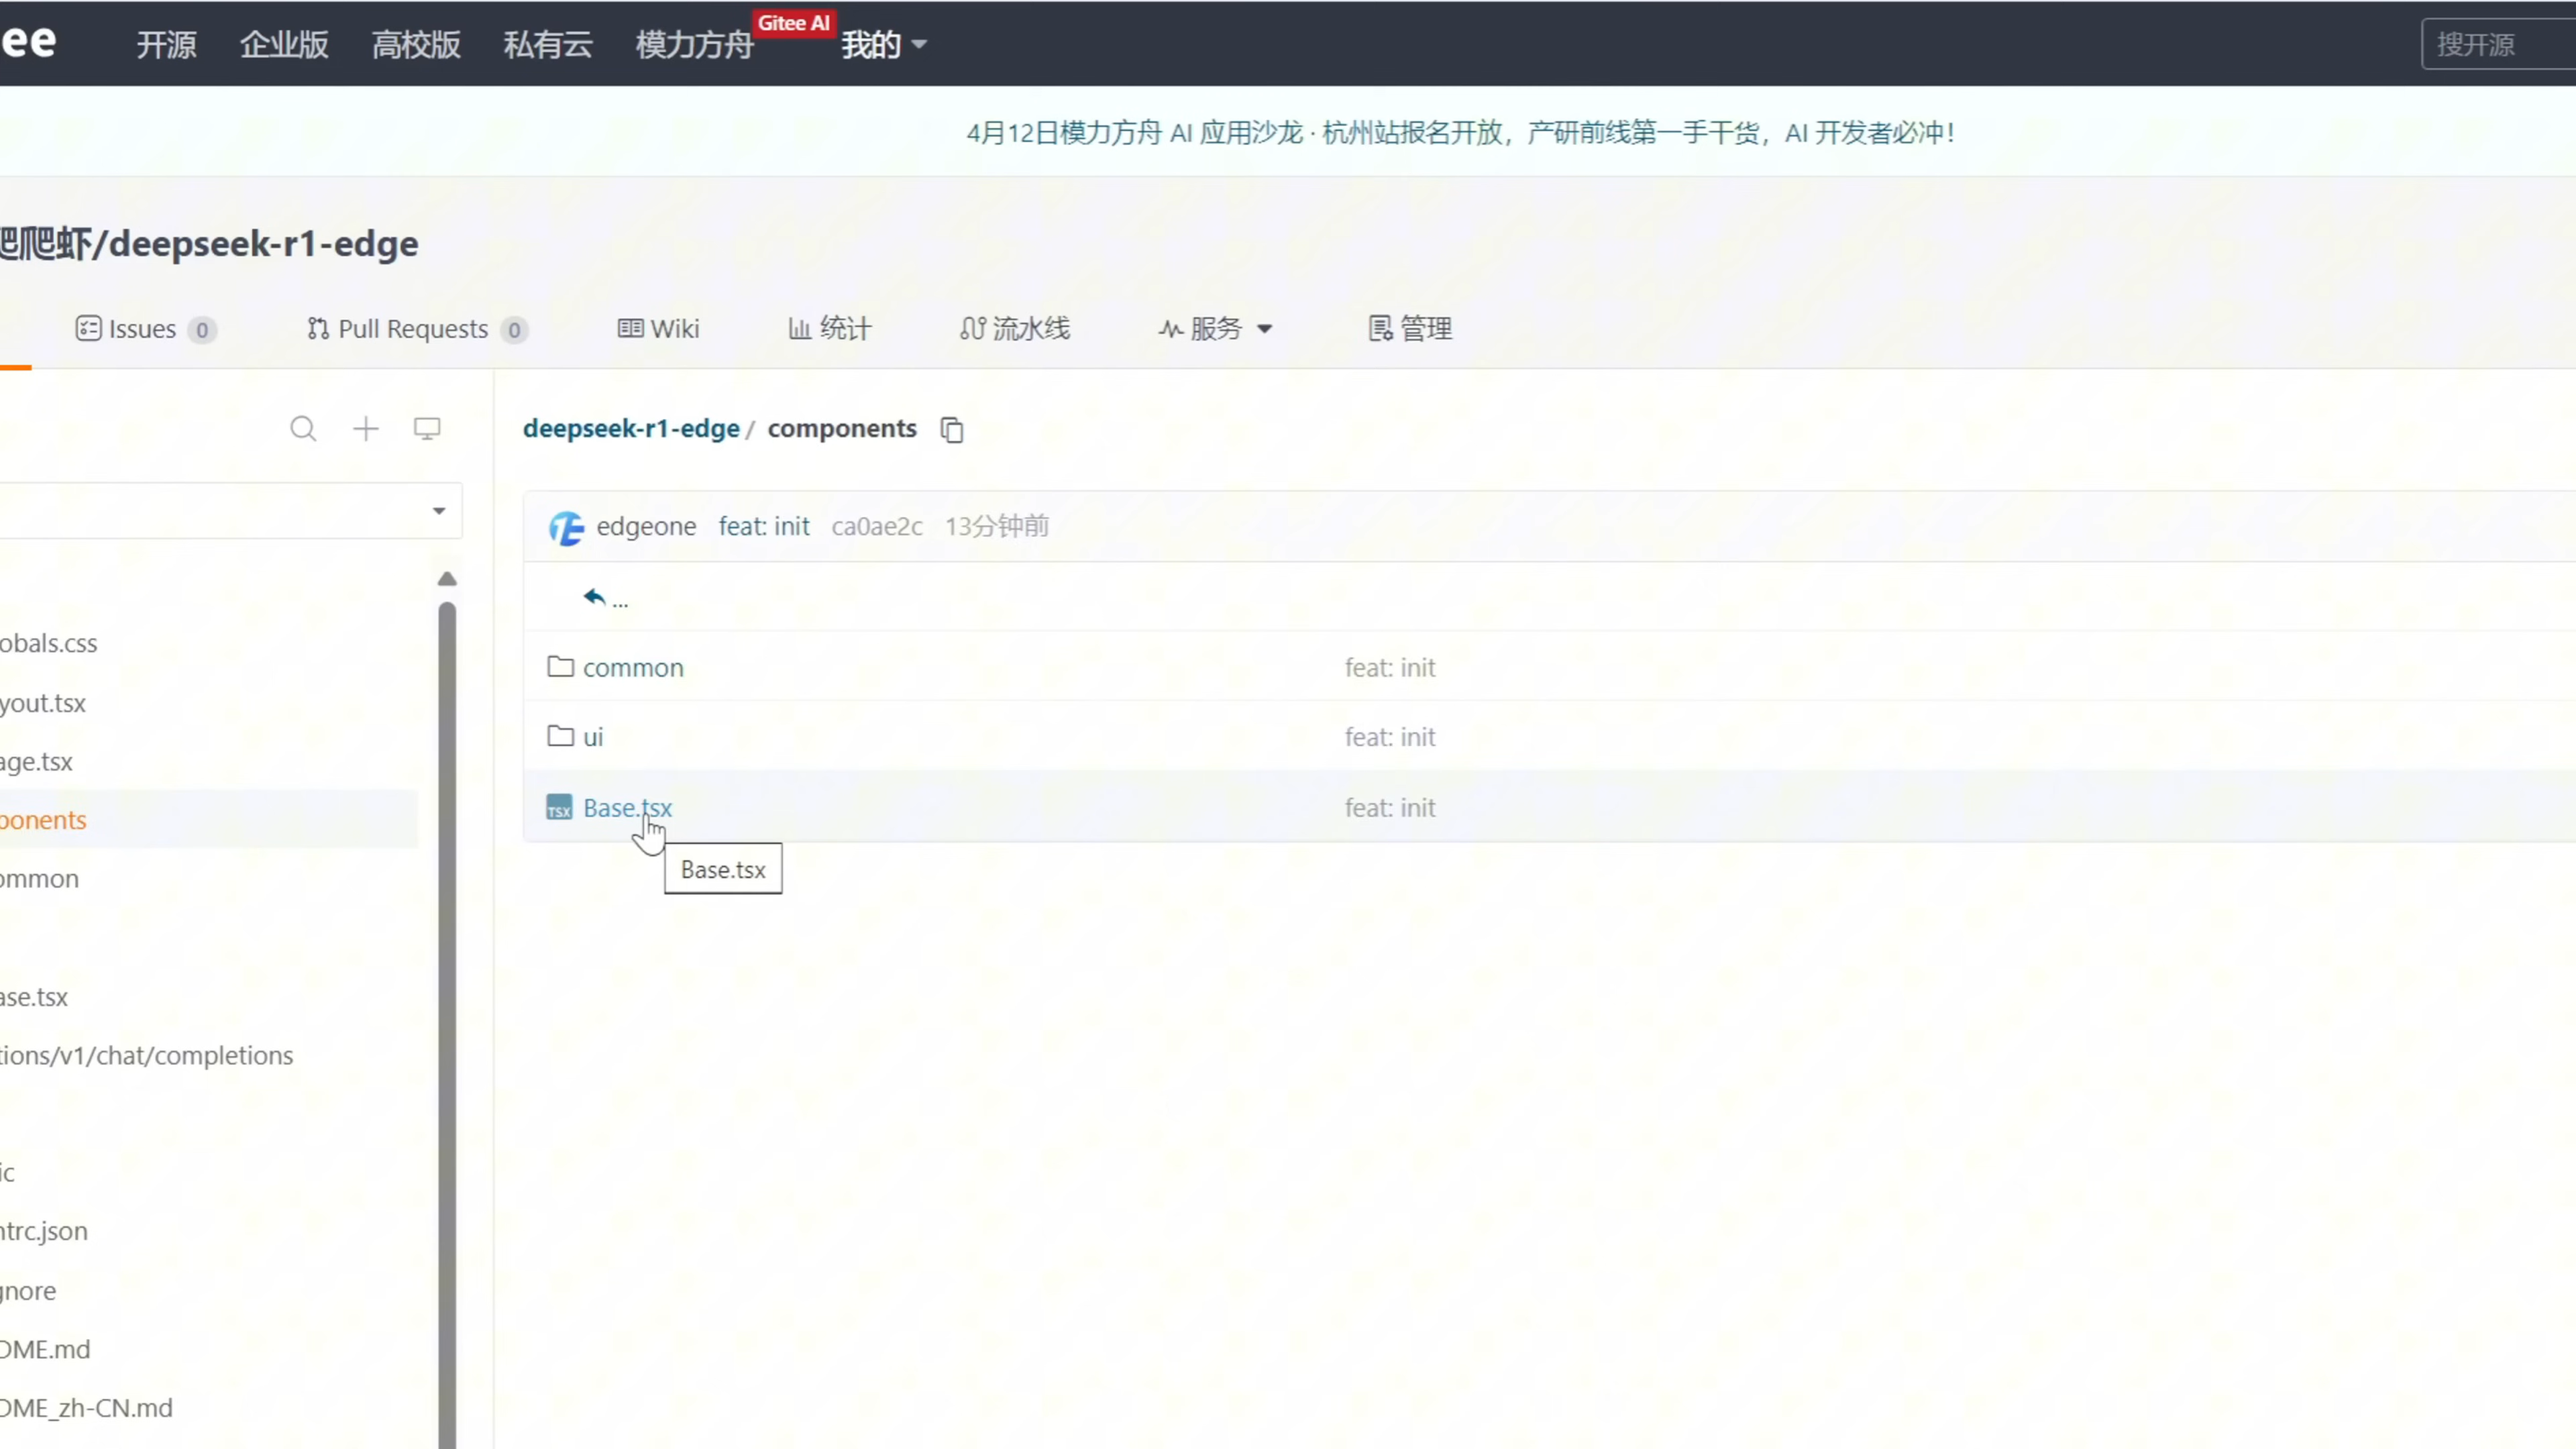 ee
开源 企业版 高校版 私有云 模力方舟 Gitee AI 我的
搜开源
4月12日模力方舟 AI 应用沙龙 · 杭州站报名开放，产研前线第一手干货，AI 开发者必冲！
爬爬虾/deepseek-r1-edge
Issues 0 Pull Requests 0 Wiki 统计 流水线 服务 管理
deepseek-r1-edge / components
edgeone feat: init ca0ae2c 13分钟前
...
common feat: init
ui feat: init
TSX Base.tsx feat: init
Base.tsx
obals.css
yout.tsx
age.tsx
ponents
ommon
ase.tsx
tions/v1/chat/completions
ic
ntrc.json
gnore
DME.md
DME_zh-CN.md